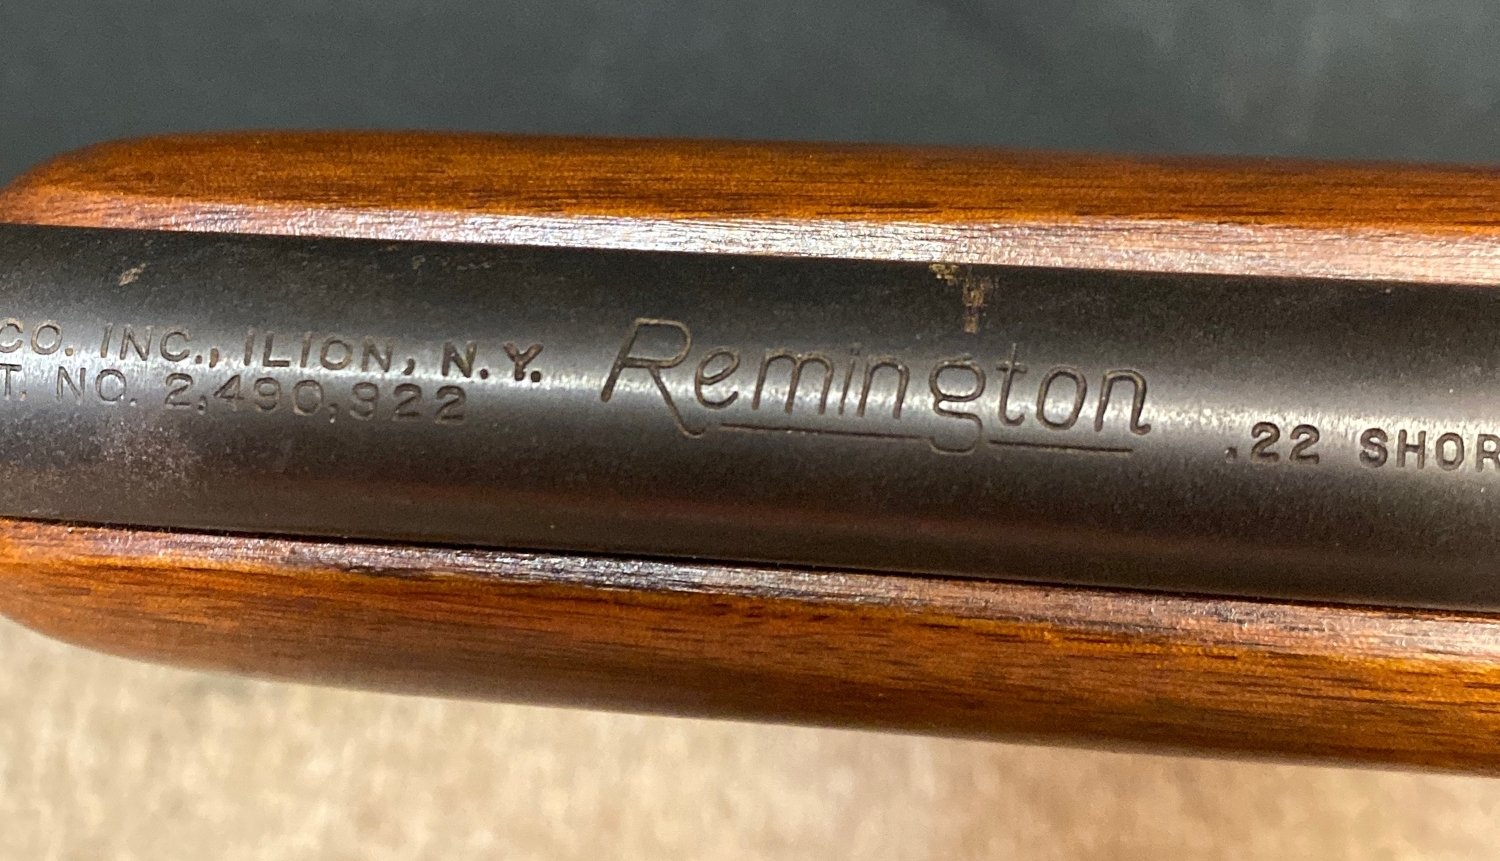 CO. INC., ILION, N.Y.
T. NO. 2,490,922
Remington
.22 SHOR